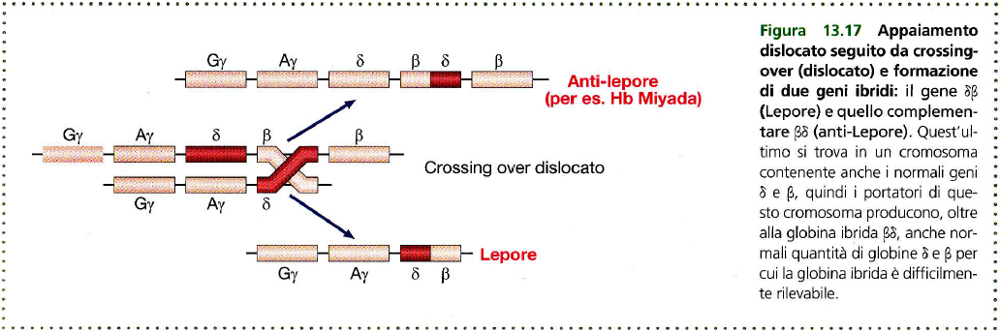 Gγ Aγ δ β δ β
Anti-lepore
(per es. Hb Miyada)
Gγ Aγ δ β β
Crossing over dislocato
Gγ Aγ δ
Lepore
Gγ Aγ δ β
Figura 13.17 Appaiamento
dislocato seguito da crossing-
over (dislocato) e formazione
di due geni ibridi: il gene δβ
(Lepore) e quello complemen-
tare βδ (anti-Lepore). Quest'ul-
timo si trova in un cromosoma
contenente anche i normali geni
δ e β, quindi i portatori di que-
sto cromosoma producono, oltre
alla globina ibrida βδ, anche nor-
mali quantità di globine δ e β per
cui la globina ibrida è difficilmen-
te rilevabile.